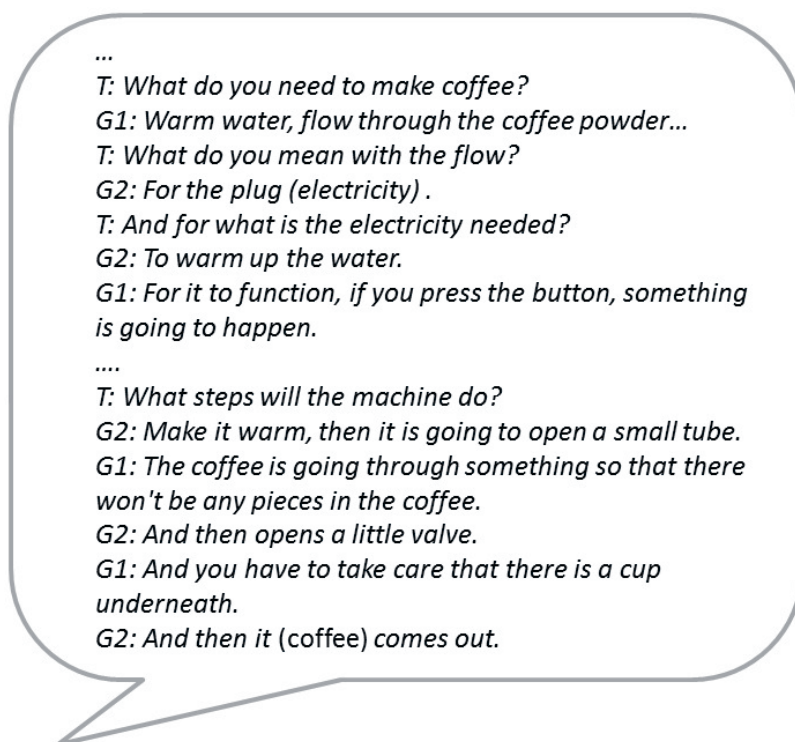 ...
T: What do you need to make coffee?
G1: Warm water, flow through the coffee powder...
T: What do you mean with the flow?
G2: For the plug (electricity) .
T: And for what is the electricity needed?
G2: To warm up the water.
G1: For it to function, if you press the button, something
is going to happen.
....
T: What steps will the machine do?
G2: Make it warm, then it is going to open a small tube.
G1: The coffee is going through something so that there
won't be any pieces in the coffee.
G2: And then opens a little valve.
G1: And you have to take care that there is a cup
underneath.
G2: And then it (coffee) comes out.